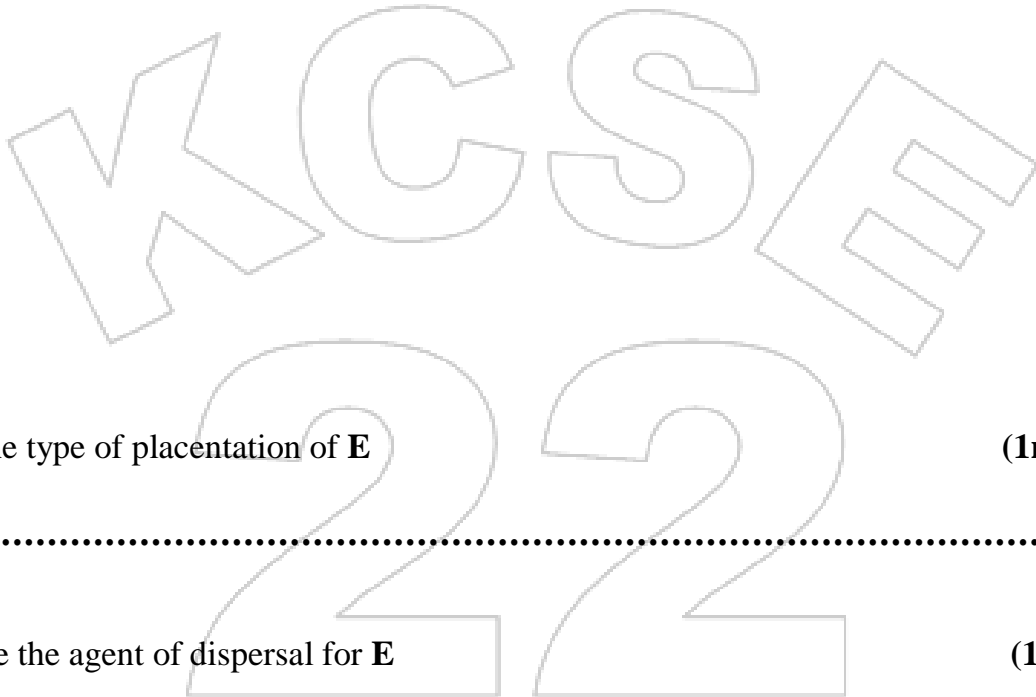 KCSE
22
e type of placentation of E (1
.......................................................................................
e the agent of dispersal for E (1